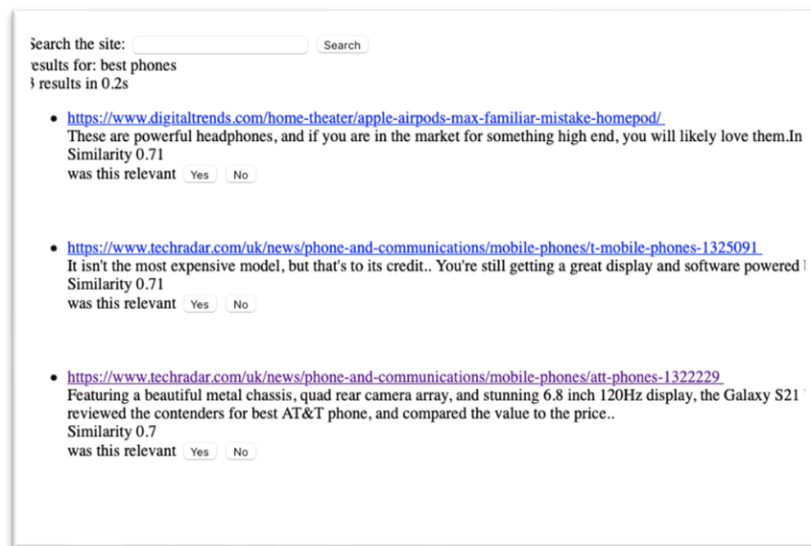 Search the site: Search
results for: best phones
3 results in 0.2s
https://www.digitaltrends.com/home-theater/apple-airpods-max-familiar-mistake-homepod/
These are powerful headphones, and if you are in the market for something high end, you will likely love them.In
Similarity 0.71
was this relevant Yes No
https://www.techradar.com/uk/news/phone-and-communications/mobile-phones/t-mobile-phones-1325091
It isn't the most expensive model, but that's to its credit.. You're still getting a great display and software powered
Similarity 0.71
was this relevant Yes No
https://www.techradar.com/uk/news/phone-and-communications/mobile-phones/att-phones-1322229
Featuring a beautiful metal chassis, quad rear camera array, and stunning 6.8 inch 120Hz display, the Galaxy S21
reviewed the contenders for best AT&T phone, and compared the value to the price..
Similarity 0.7
was this relevant Yes No